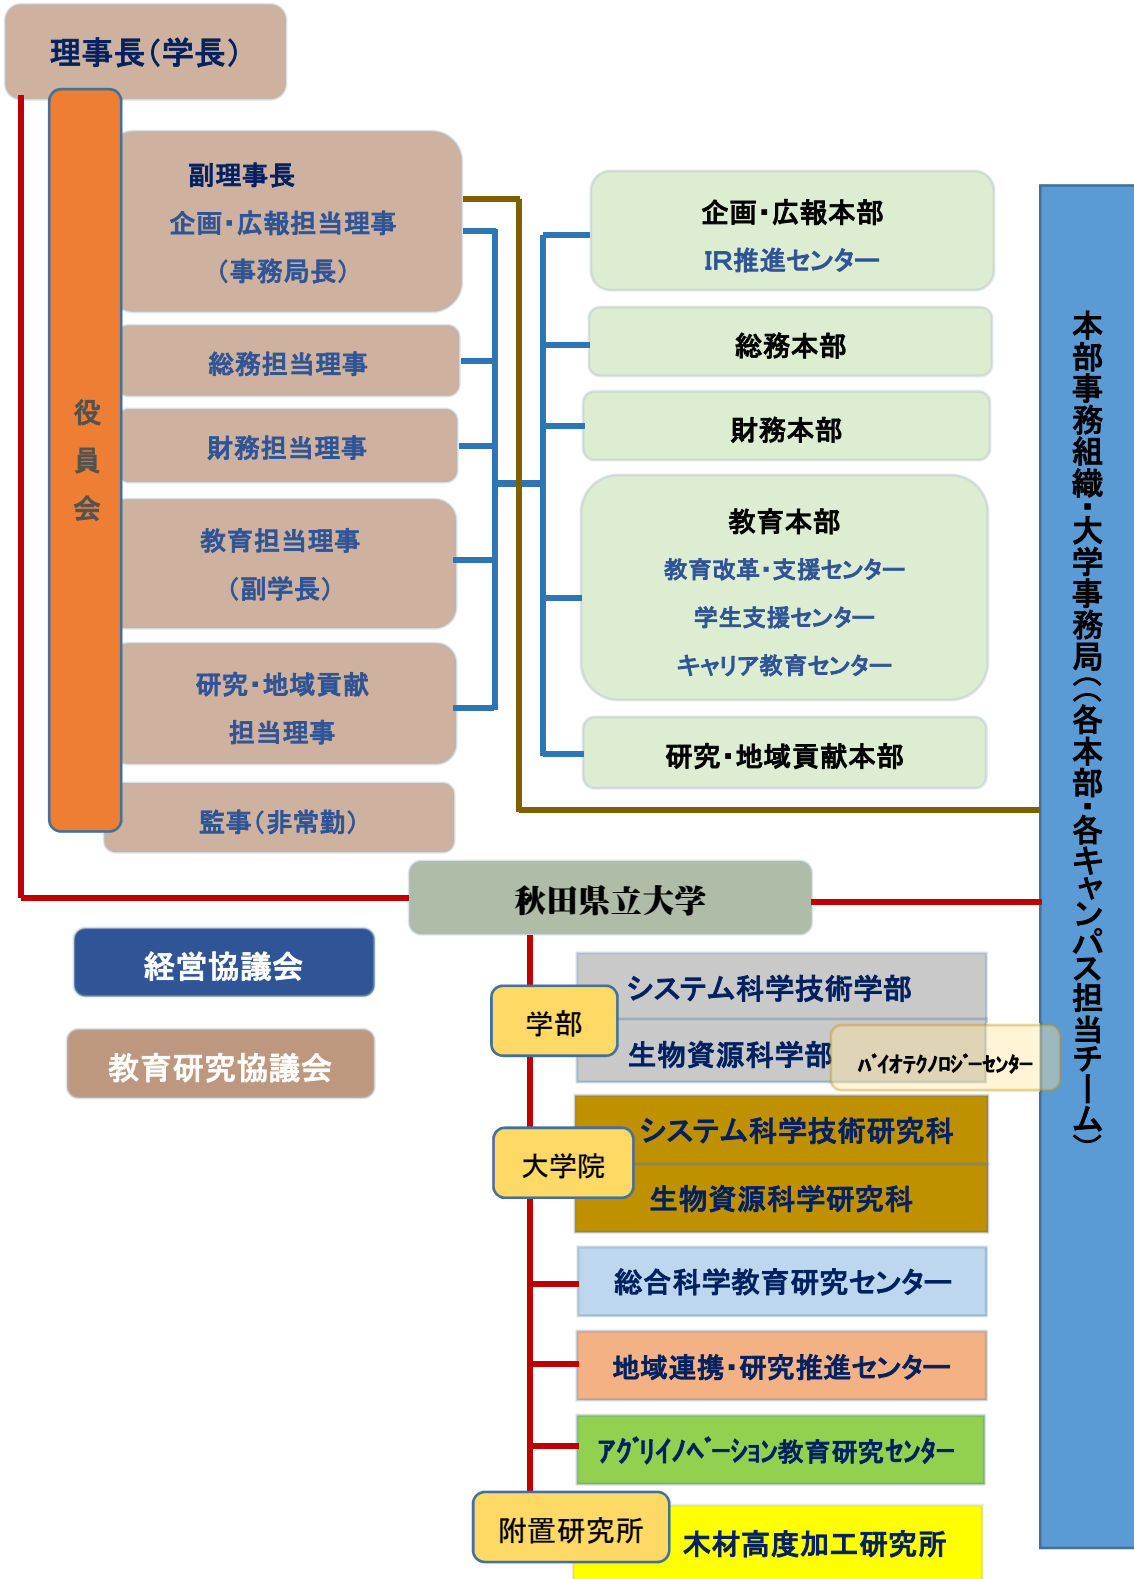 理事長（学長）
役員会
副理事長
企画・広報担当理事
（事務局長）
総務担当理事
財務担当理事
教育担当理事
（副学長）
研究・地域貢献
担当理事
監事（非常勤）
企画・広報本部
IR推進センター
総務本部
財務本部
教育本部
教育改革・支援センター
学生支援センター
キャリア教育センター
研究・地域貢献本部
本部事務組織・大学事務局（（各本部・各キャンパス担当チーム）
秋田県立大学
経営協議会
教育研究協議会
学部
システム科学技術学部
生物資源科学部
ﾊﾞｲｵﾃｸﾉﾛｼﾞｰｾﾝﾀｰ
大学院
システム科学技術研究科
生物資源科学研究科
総合科学教育研究センター
地域連携・研究推進センター
ｱｸﾞﾘｲﾉﾍﾞｰｼｮﾝ教育研究ｾﾝﾀｰ
附置研究所
木材高度加工研究所